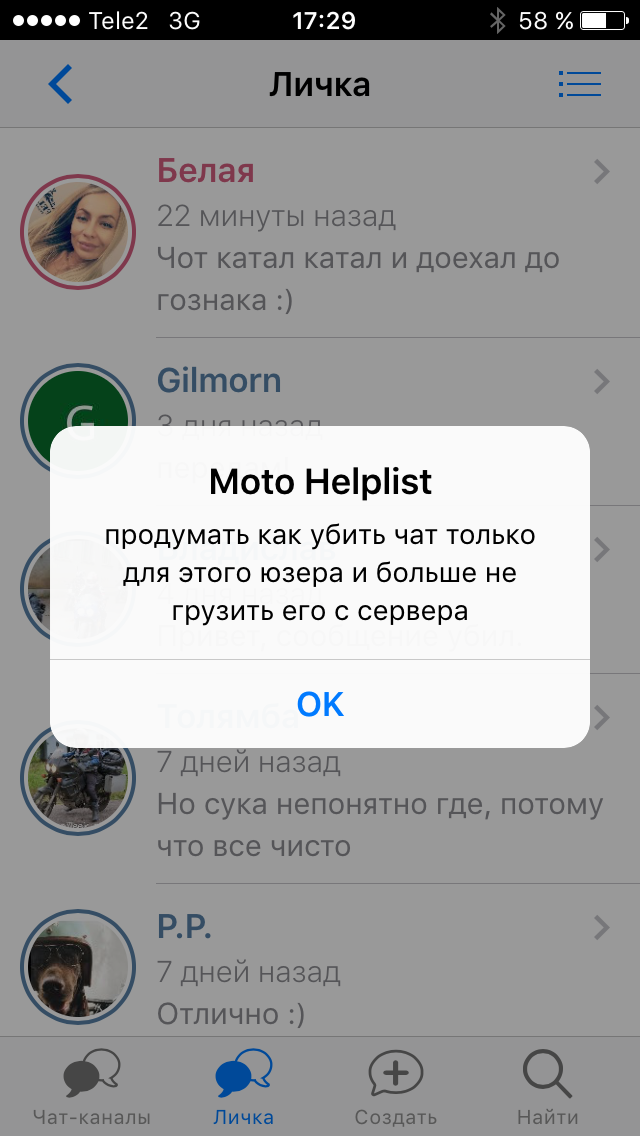 Tele2 3G 17:29 58 %
Личка
Белая
22 минуты назад
Чот катал катал и доехал до
гознака :)
Gilmorn
G
3 дня назад
Moto Helplist
продумать как убить чат только
для этого юзера и больше не
грузить его с сервера
Привет, сообщение убил.
OK
Толямба
7 дней назад
Но сука непонятно где, потому
что все чисто
P.P.
7 дней назад
Отлично :)
Чат-каналы Личка Создать Найти